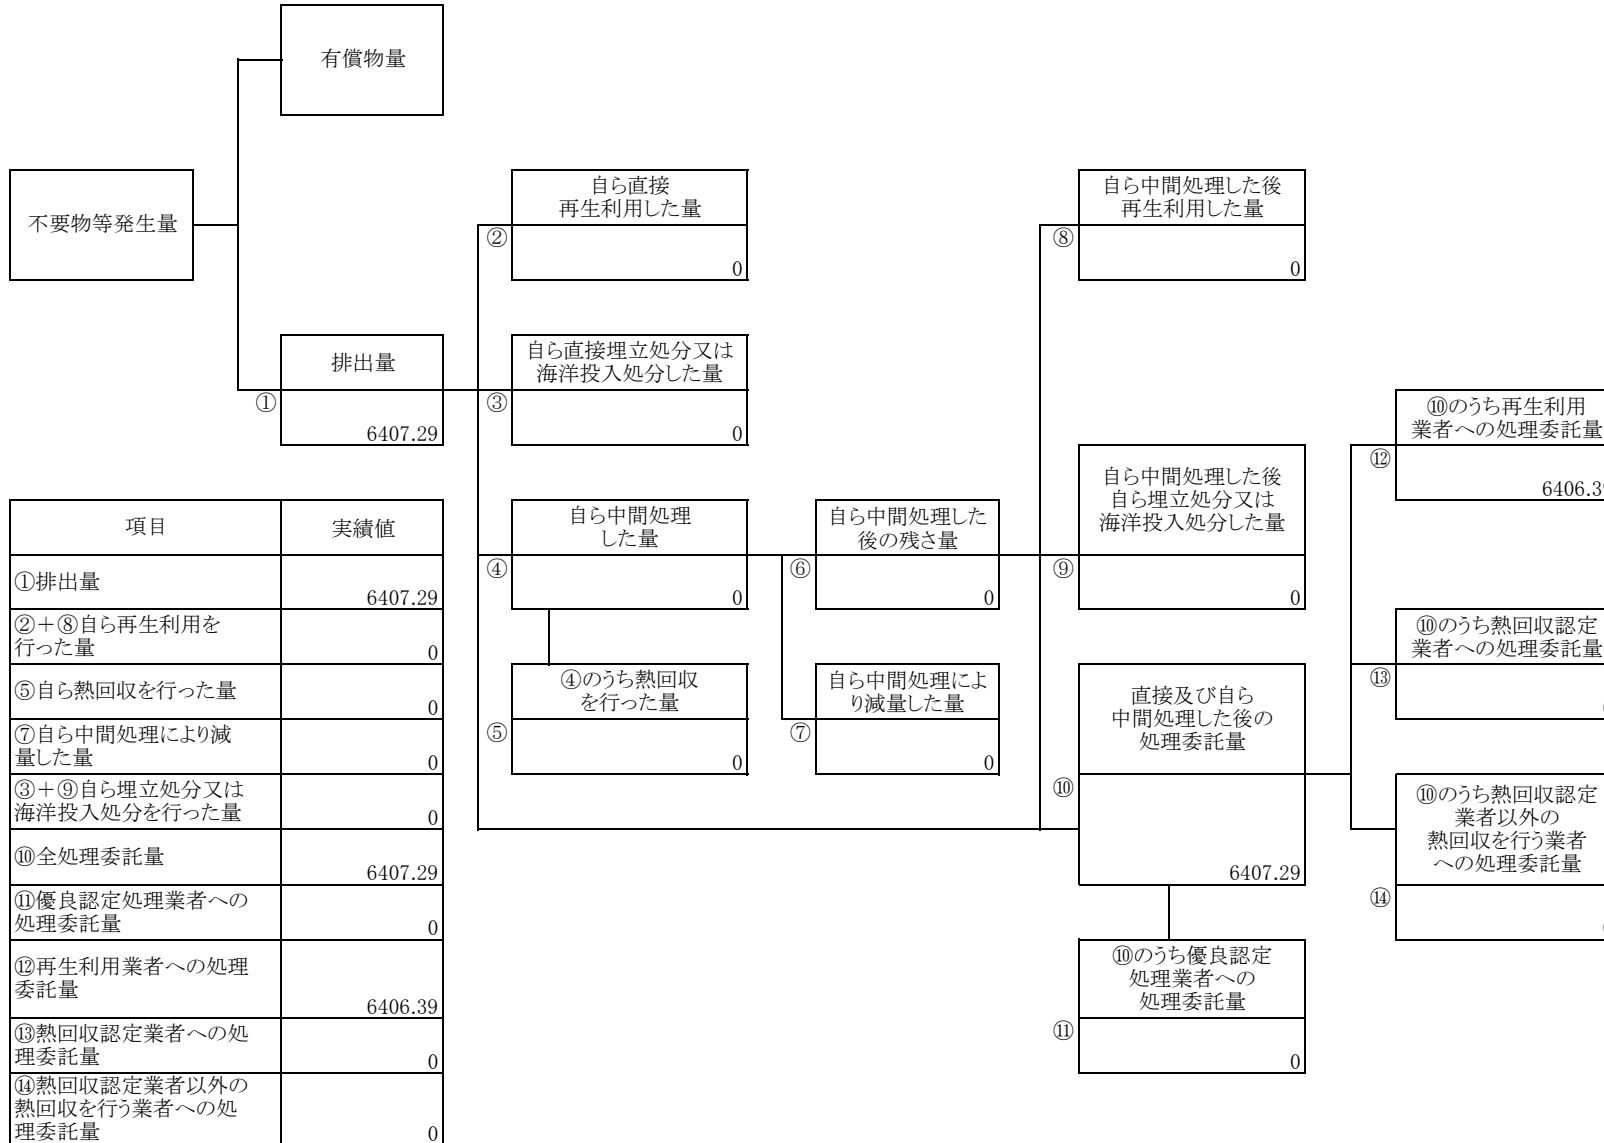 有償物量
不要物等発生量
自ら直接
再生利用した量
②
0
自ら中間処理した後
再生利用した量
⑧
0
排出量
①
6407.29
自ら直接埋立処分又は
海洋投入処分した量
③
0
⑩のうち再生利用
業者への処理委託量
⑫
6406.39
自ら中間処理
した量
④
0
自ら中間処理した
後の残さ量
⑥
0
自ら中間処理した後
自ら埋立処分又は
海洋投入処分した量
⑨
0
④のうち熱回収
を行った量
⑤
0
自ら中間処理によ
り減量した量
⑦
0
直接及び自ら
中間処理した後の
処理委託量
⑩
6407.29
⑩のうち熱回収認定
業者への処理委託量
⑬
⑩のうち熱回収認定
業者以外の
熱回収を行う業者
への処理委託量
⑭
⑩のうち優良認定
処理業者への
処理委託量
⑪
0
項目 実績値
①排出量
6407.29
②+⑧自ら再生利用を
行った量
0
⑤自ら熱回収を行った量
0
⑦自ら中間処理により減
量した量
0
③+⑨自ら埋立処分又は
海洋投入処分を行った量
0
⑩全処理委託量
6407.29
⑪優良認定処理業者への
処理委託量
0
⑫再生利用業者への処理
委託量
6406.39
⑬熱回収認定業者への処
理委託量
0
⑭熱回収認定業者以外の
熱回収を行う業者への処
理委託量
0